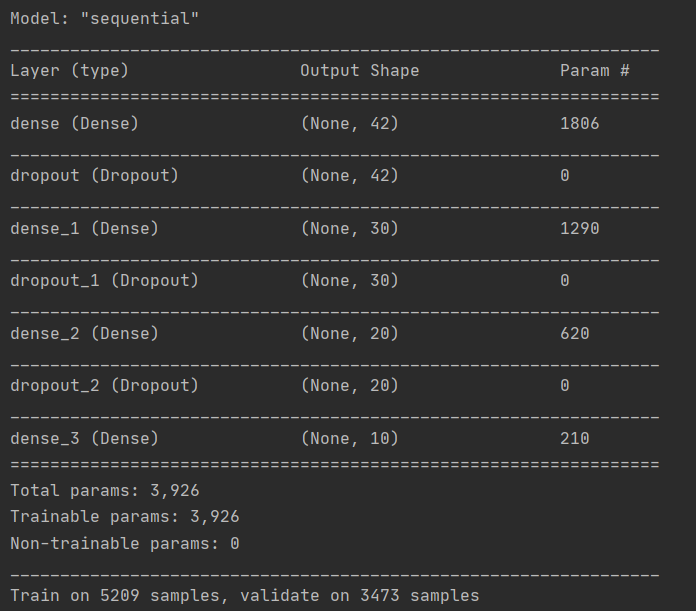 Model: "sequential"
_________________________________________________________________
Layer (type)                 Output Shape              Param #
=================================================================
dense (Dense)                (None, 42)                1806
_________________________________________________________________
dropout (Dropout)            (None, 42)                0
_________________________________________________________________
dense_1 (Dense)              (None, 30)                1290
_________________________________________________________________
dropout_1 (Dropout)          (None, 30)                0
_________________________________________________________________
dense_2 (Dense)              (None, 20)                620
_________________________________________________________________
dropout_2 (Dropout)          (None, 20)                0
_________________________________________________________________
dense_3 (Dense)              (None, 10)                210
=================================================================
Total params: 3,926
Trainable params: 3,926
Non-trainable params: 0
_________________________________________________________________
Train on 5209 samples, validate on 3473 samples